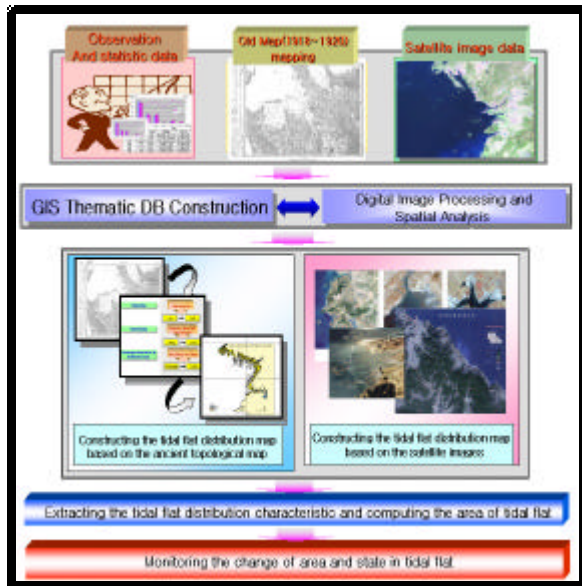 Observation
And statistic data
Old Map(1918~1926)
mapping
Satellite image data
GIS Thematic DB Construction
Digital Image Processing and
Spatial Analysis
Constructing the tidal flat distribution map
based on the ancient topological map
Constructing the tidal flat distribution map
based on the satellite images
Extracting the tidal flat distribution characteristic and computing the area of tidal flat
Monitoring the change of area and state in tidal flat